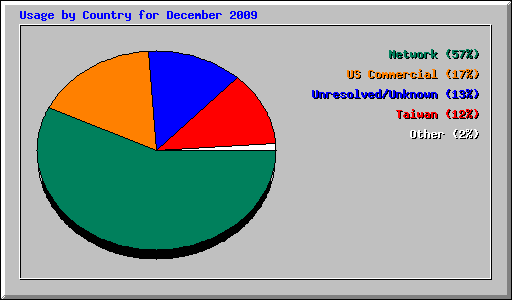 Usage by Country for December 2009
Network (57%)
US Commercial (17%)
Unresolved/Unknown (13%)
Taiwan (12%)
Other (2%)